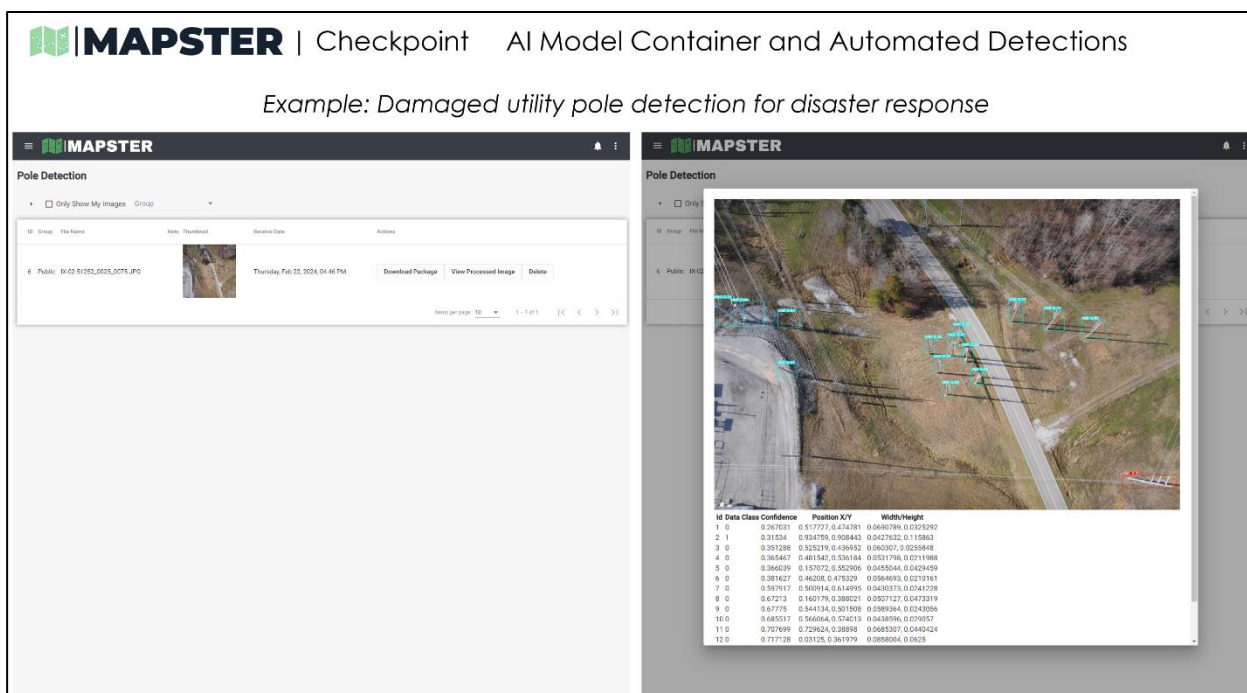 MAPSTER | Checkpoint AI Model Container and Automated Detections
Example: Damaged utility pole detection for disaster response
MAPSTER
Pole Detection
+ Only Show My Images Group
ID Group File Name Note Thumbnail Receive Date Actions
6 Public IX-02-51252_0025_0075.JPG Thursday, Feb 22, 2024, 04:46 PM Download Package View Processed Image Delete
Items per page 10 1 – 1 of 1
MAPSTER
Pole Detection
+ Only
ID Group File
6 Public IX-02
Id Data Class Confidence Position X/Y Width/Height
1 0 0.267031 0.517727, 0.474781 0.0690789, 0.0325292
2 1 0.31534 0.934759, 0.908443 0.0427632, 0.115863
3 0 0.351288 0.525219, 0.436952 0.060307, 0.0255848
4 0 0.365467 0.481542, 0.536184 0.0531798, 0.0211988
5 0 0.366039 0.157072, 0.552906 0.0455044, 0.0429459
6 0 0.381627 0.46208, 0.475329 0.0564693, 0.0210161
7 0 0.597917 0.500914, 0.614995 0.0430373, 0.0241228
8 0 0.67213 0.160179, 0.388021 0.0507127, 0.0473319
9 0 0.67775 0.544134, 0.501508 0.0589364, 0.0243056
10 0 0.685517 0.566064, 0.574013 0.0438596, 0.029057
11 0 0.707699 0.729624, 0.38898 0.0685307, 0.0440424
12 0 0.717128 0.03125, 0.361979 0.0858004, 0.0625